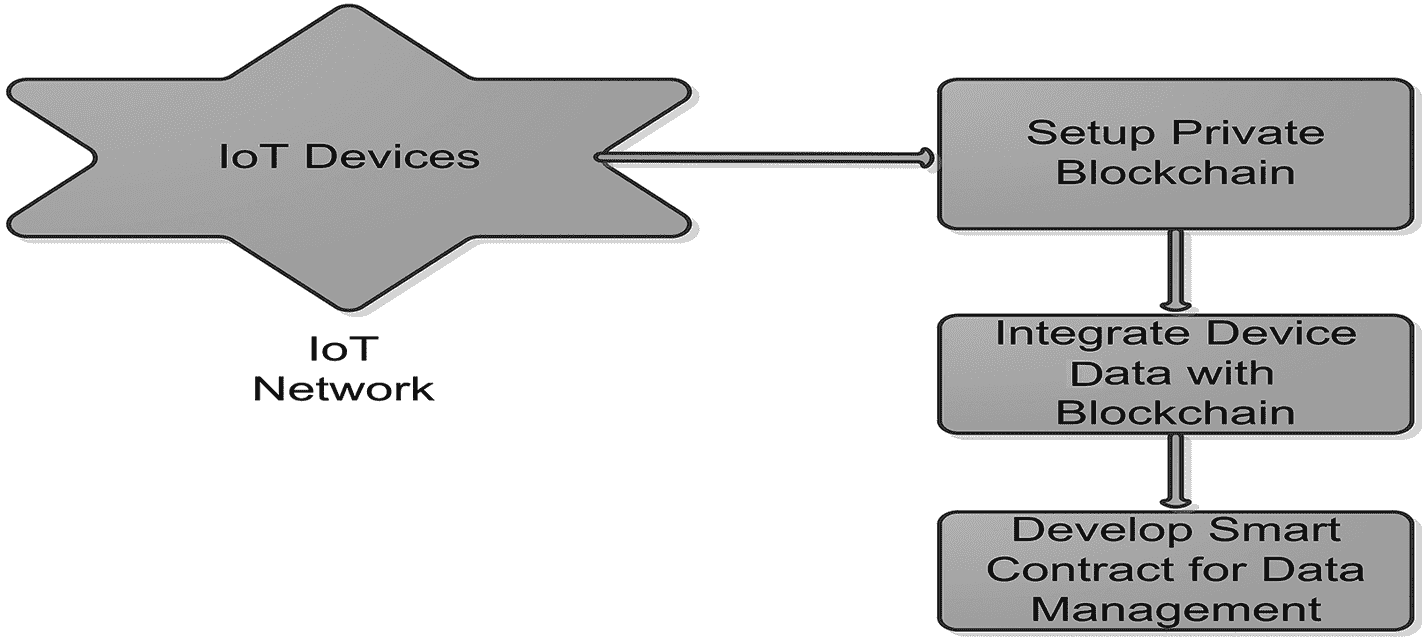 IoT Devices
IoT
Network
Setup Private
Blockchain
Integrate Device
Data with
Blockchain
Develop Smart
Contract for Data
Management